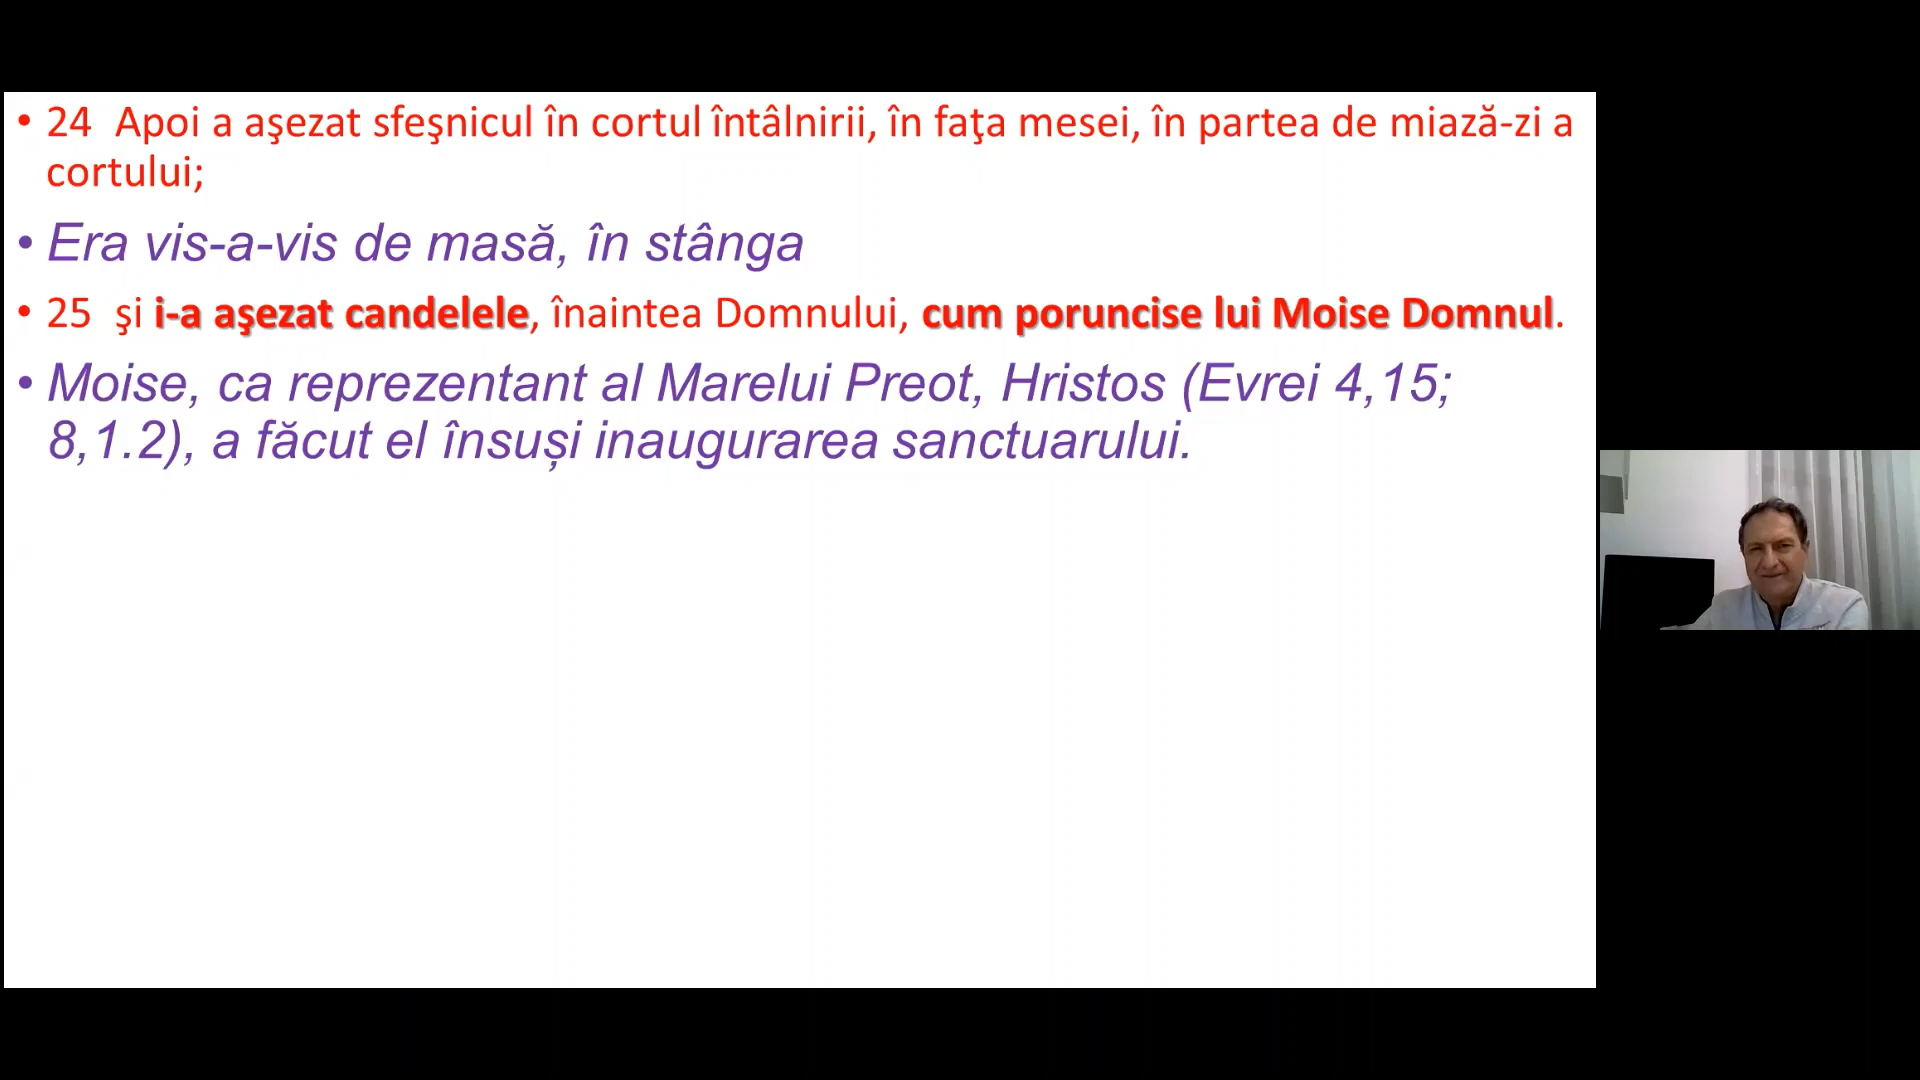 • 24  Apoi a aşezat sfeşnicul în cortul întâlnirii, în faţa mesei, în partea de miază-zi a
cortului;
• Era vis-a-vis de masă, în stânga
• 25  şi i-a aşezat candelele, înaintea Domnului, cum poruncise lui Moise Domnul.
• Moise, ca reprezentant al Marelui Preot, Hristos (Evrei 4,15;
8,1.2), a făcut el însuși inaugurarea sanctuarului.